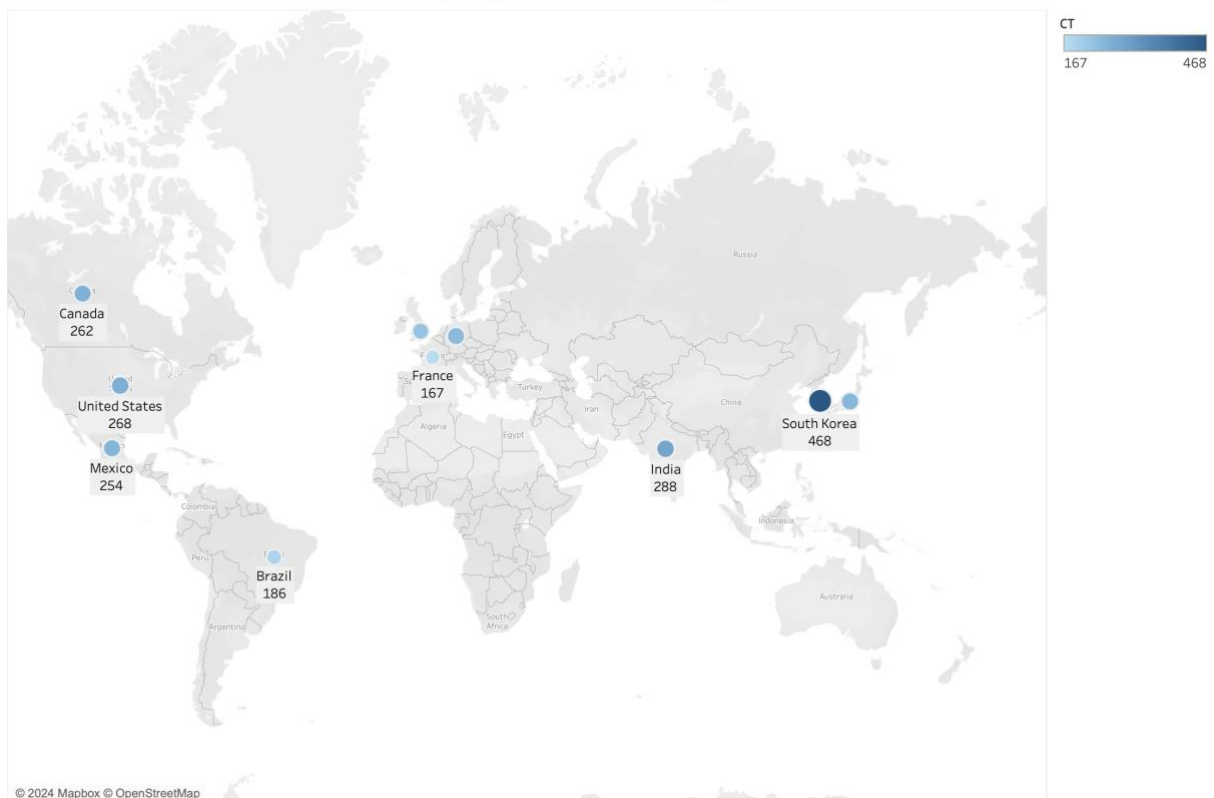 CT
167 468
Russia
Canada
262
France
167
Turkey
United States
268
Iran
China
South Korea
468
Algeria
Egypt
Mexico
254
India
288
Colombia
Indonesia
Peru
Brazil
186
Australia
Argentina
South
Africa
© 2024 Mapbox © OpenStreetMap